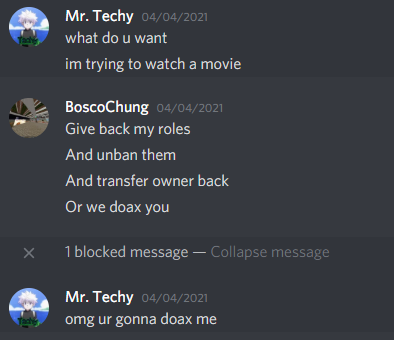 Mr. Techy 04/04/2021
what do u want
im trying to watch a movie
BoscoChung 04/04/2021
Give back my roles
And unban them
And transfer owner back
Or we doax you
1 blocked message — Collapse message
Mr. Techy 04/04/2021
omg ur gonna doax me